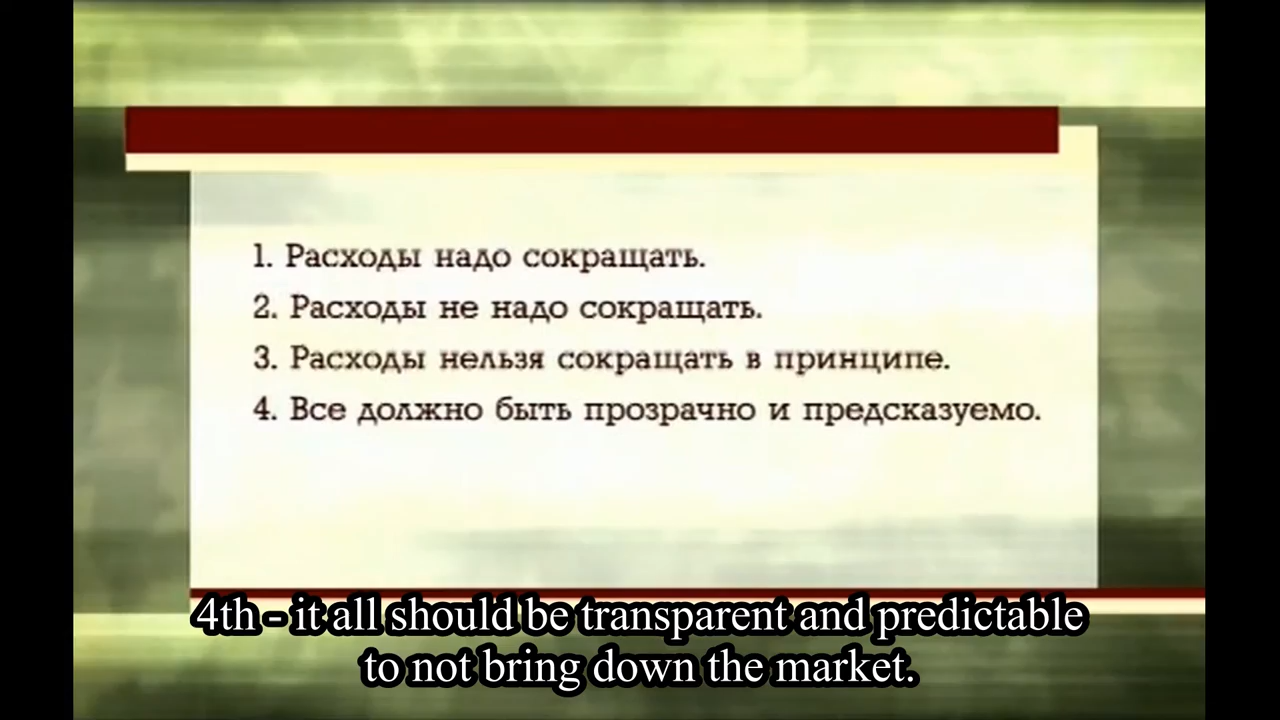 1. Расходы надо сокращать.
2. Расходы не надо сокращать.
3. Расходы нельзя сокращать в принципе.
4. Все должно быть прозрачно и предсказуемо.
4th - it all should be transparent and predictable
to not bring down the market.